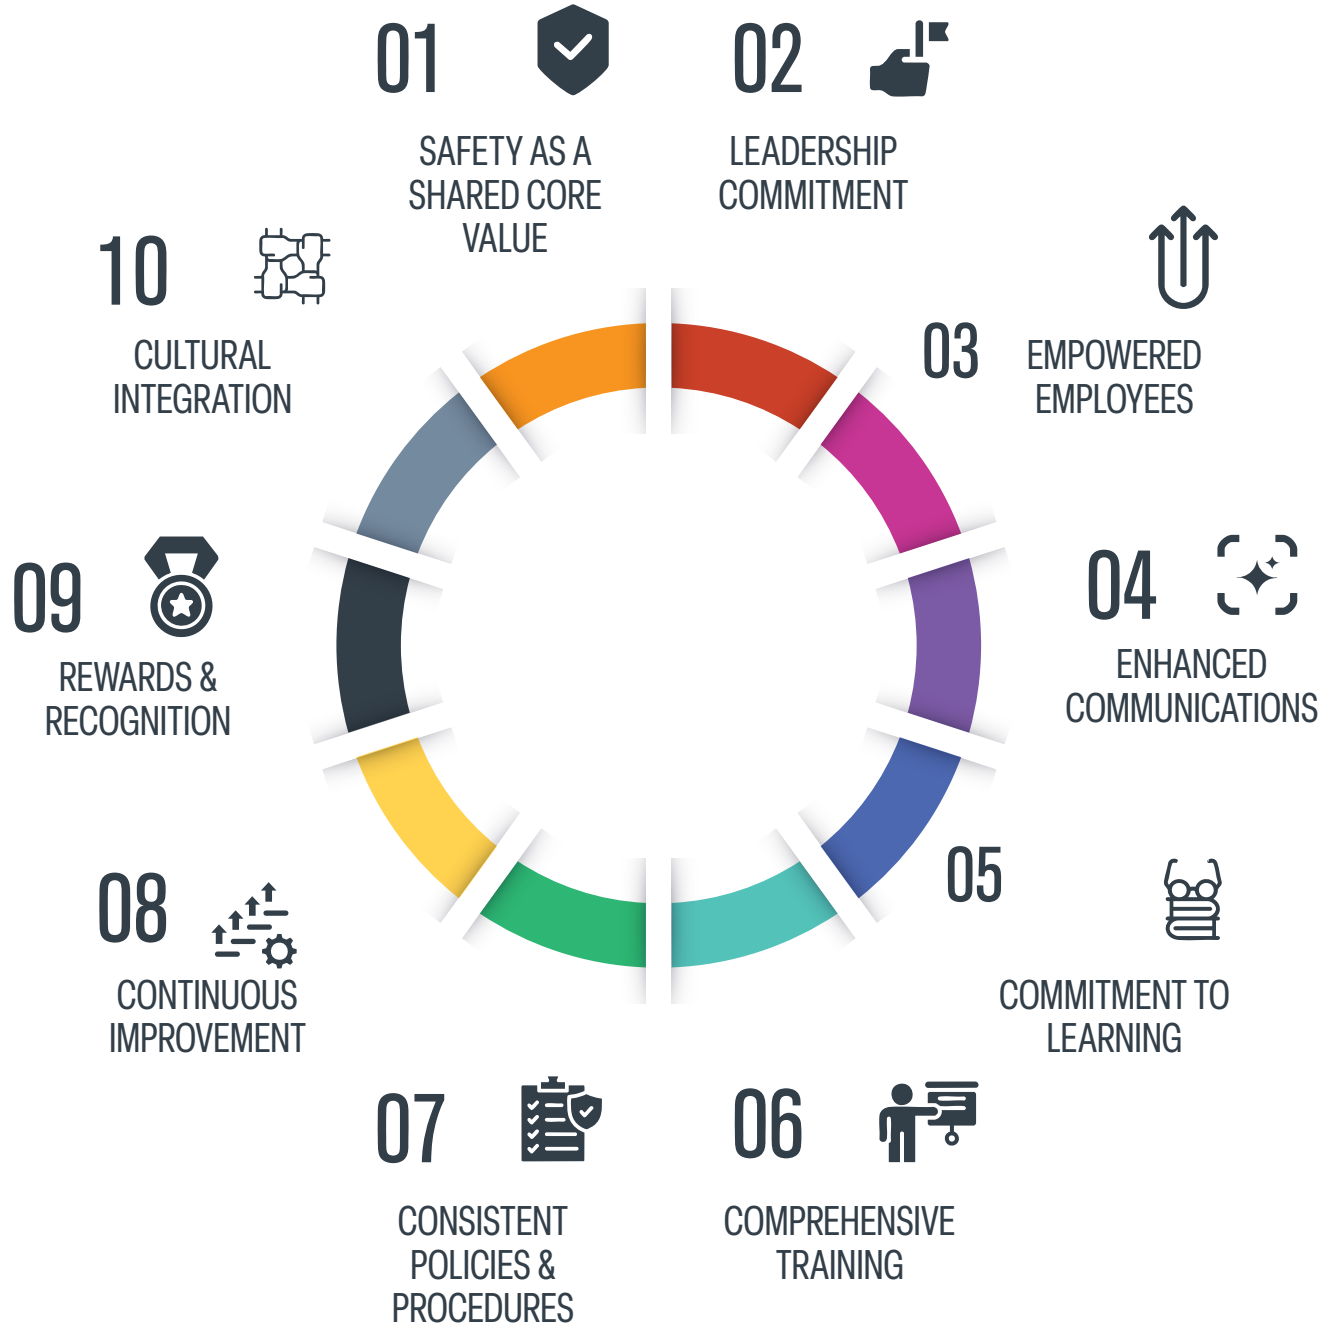 01
SAFETY AS A
SHARED CORE
VALUE
02
LEADERSHIP
COMMITMENT
03
EMPOWERED
EMPLOYEES
04
ENHANCED
COMMUNICATIONS
05
COMMITMENT TO
LEARNING
06
COMPREHENSIVE
TRAINING
07
CONSISTENT
POLICIES &
PROCEDURES
08
CONTINUOUS
IMPROVEMENT
09
REWARDS &
RECOGNITION
10
CULTURAL
INTEGRATION